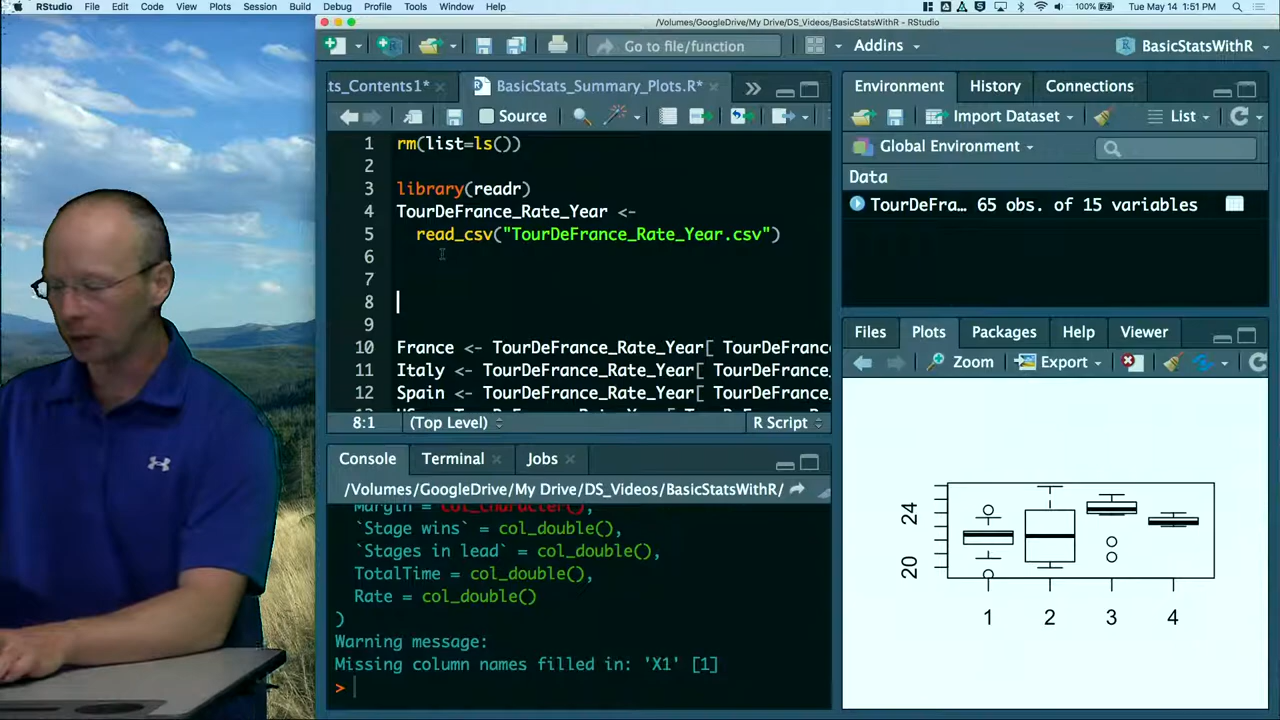 RStudio File Edit Code View Plots Session Build Debug Profile Tools Window Help 100% Tue May 14 1:51 PM
/Volumes/GoogleDrive/My Drive/DS_Videos/BasicStatsWithR - RStudio
Go to file/function Addins BasicStatsWithR
ts_Contents1* BasicStats_Summary_Plots.R*
Source
1 rm(list=ls())
2
3 library(readr)
4 TourDeFrance_Rate_Year <-
5 read_csv("TourDeFrance_Rate_Year.csv")
6
7
8
9
10 France <- TourDeFrance_Rate_Year[ TourDeFrance
11 Italy <- TourDeFrance_Rate_Year[ TourDeFrance_
12 Spain <- TourDeFrance_Rate_Year[ TourDeFrance_
8:1 (Top Level) R Script
Console Terminal Jobs
/Volumes/GoogleDrive/My Drive/DS_Videos/BasicStatsWithR/
Margin = col_character(),
`Stage wins` = col_double(),
`Stages in lead` = col_double(),
TotalTime = col_double(),
Rate = col_double()
)
Warning message:
Missing column names filled in: 'X1' [1]
>
Environment History Connections
Import Dataset List
Global Environment
Data
TourDeFra... 65 obs. of 15 variables
Files Plots Packages Help Viewer
Zoom Export
24
20
1 2 3 4